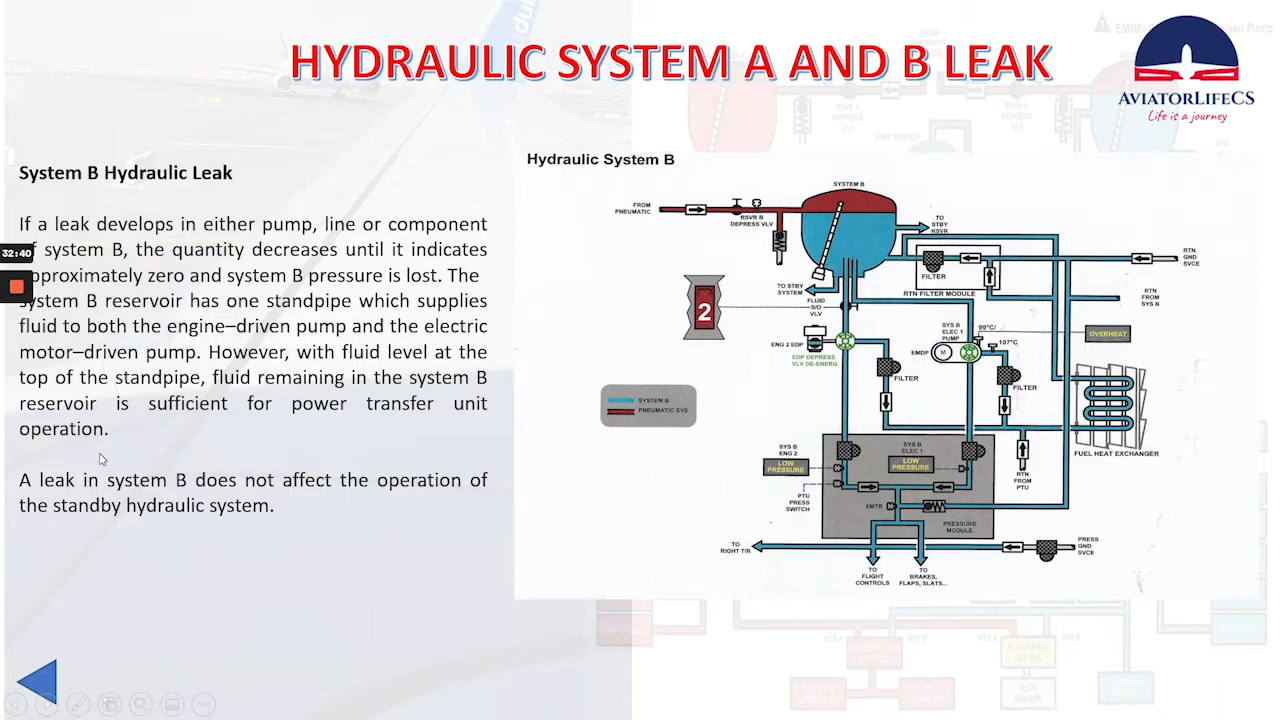 HYDRAULIC SYSTEM A AND B LEAK
AVIATORLIFECS
Life is a journey
System B Hydraulic Leak
If a leak develops in either pump, line or component
of system B, the quantity decreases until it indicates
approximately zero and system B pressure is lost. The
system B reservoir has one standpipe which supplies
fluid to both the engine–driven pump and the electric
motor–driven pump. However, with fluid level at the
top of the standpipe, fluid remaining in the system B
reservoir is sufficient for power transfer unit
operation.
A leak in system B does not affect the operation of
the standby hydraulic system.
32:40
Hydraulic System B
SYSTEM B
FROM
PNEUMATIC
RSVR B
DEPRESS VLV
TO
STBY
RSVR
FILTER
RTN FILTER MODULE
RTN
GND
SVCE
TO STBY
SYSTEM
FLUID
S/O
VLV
RTN
FROM
SYS B
2
ENG 2 EDP
EDP DEPRESS
VLV DE-ENERG
SYS B
ELEC 1
PUMP
99°C/
107°C
EMDP
M
OVERHEAT
FILTER
FILTER
SYSTEM B
PNEUMATIC SYS
FUEL HEAT EXCHANGER
SYS B
ENG 2
LOW
PRESSURE
SYS B
ELEC 1
LOW
PRESSURE
RTN
FROM
PTU
PTU
PRESS
SWITCH
XMTR
PRESSURE
MODULE
TO
RIGHT T/R
PRESS
GND
SVCE
TO
FLIGHT
CONTROLS
TO
BRAKES,
FLAPS, SLATS...